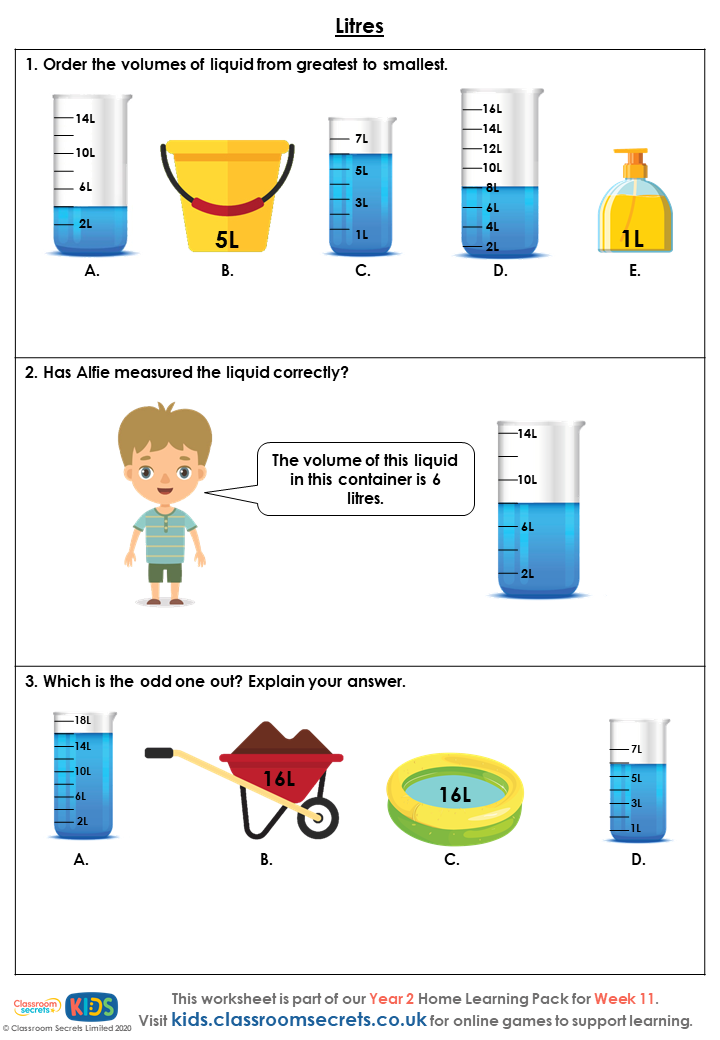 Litres
1. Order the volumes of liquid from greatest to smallest.
14L
10L
6L
2L
5L
7L
5L
3L
1L
16L
14L
12L
10L
8L
6L
4L
2L
1L
A.
B.
C.
D.
E.
2. Has Alfie measured the liquid correctly?
The volume of this liquid
in this container is 6
litres.
14L
10L
6L
2L
3. Which is the odd one out? Explain your answer.
18L
14L
10L
6L
2L
16L
16L
7L
5L
3L
1L
A.
B.
C.
D.
Classroom
secrets
KIDS
© Classroom Secrets Limited 2020
This worksheet is part of our Year 2 Home Learning Pack for Week 11.
Visit kids.classroomsecrets.co.uk for online games to support learning.